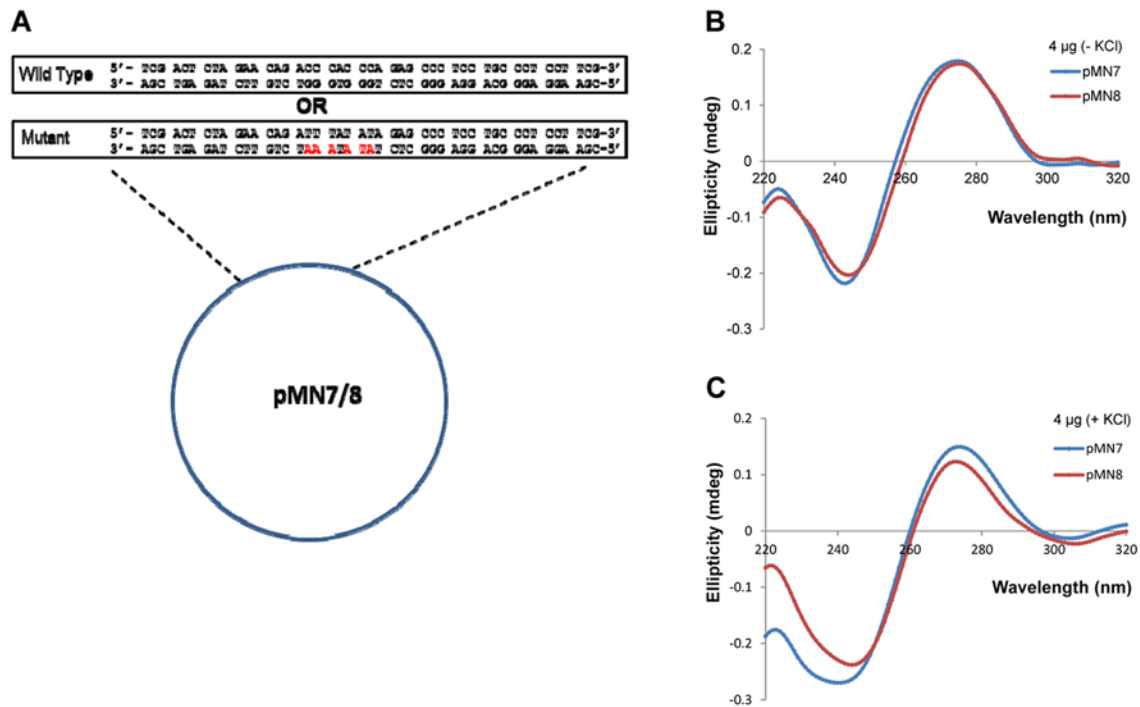 A
Wild Type
5'- TCG ACT CTA GAA CAG ACC CAC CCA GAG CCC TCC TGC CCT CCT TCG-3'
3'- AGC TGA GAT CTT GTC TGG GTG GGT CTC GGG AGG ACG GGA GGA AGC-5'
OR
Mutant
5'- TCG ACT CTA GAA CAG ATT TAT ATA GAG CCC TCC TGC CCT CCT TCG-3'
3'- AGC TGA GAT CTT GTC TAA ATA TAT CTC GGG AGG ACG GGA GGA AGC-5'
pMN7/8
B
4 µg (- KCl)
pMN7
pMN8
Ellipticity (mdeg)
0.2
0.1
0
-0.1
-0.2
-0.3
220 240 260 280 300 320
Wavelength (nm)
C
4 µg (+ KCl)
pMN7
pMN8
Ellipticity (mdeg)
0.2
0.1
0
-0.1
-0.2
-0.3
220 240 260 280 300 320
Wavelength (nm)